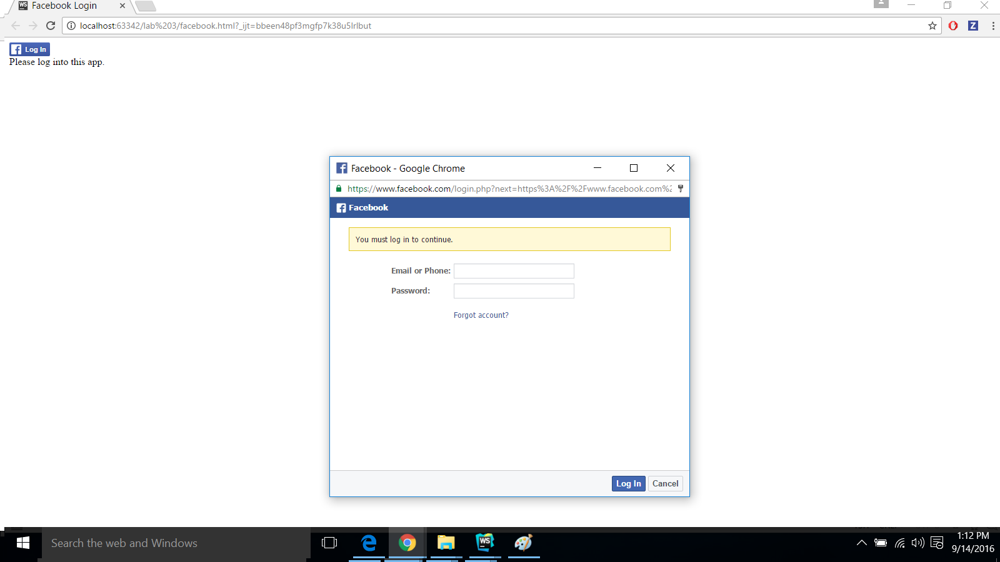 WS
Facebook Login
localhost:63342/lab%203/facebook.html?_ijt=bbeen48pf3mgfp7k38u5lrlbut
Z
f Log In
Please log into this app.
f Facebook - Google Chrome
https://www.facebook.com/login.php?next=https%3A%2F%2Fwww.facebook.com%2
f Facebook
You must log in to continue.
Email or Phone:
Password:
Forgot account?
Log In Cancel
Search the web and Windows
WS
1:12 PM
9/14/2016